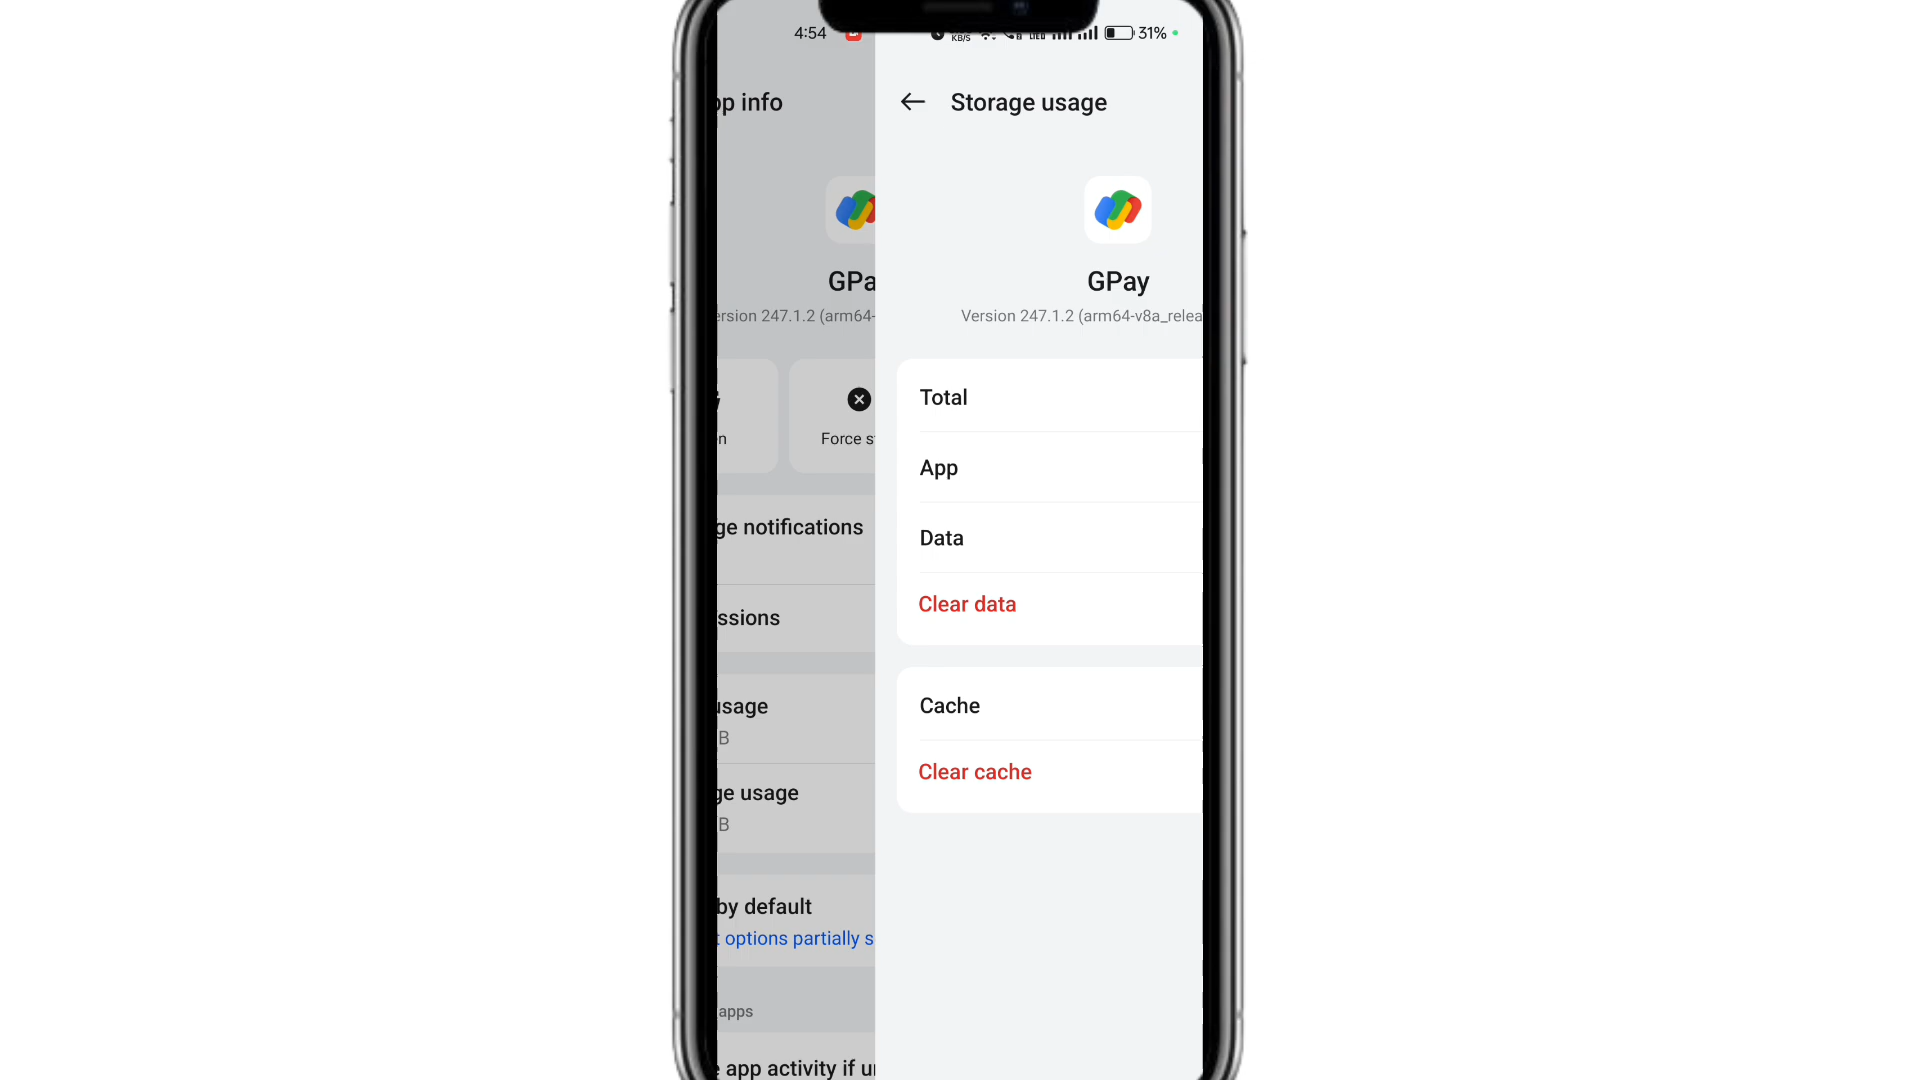 4:54
KB/S
31%
pp info
Storage usage
GPa
GPay
ersion 247.1.2 (arm64-
Version 247.1.2 (arm64-v8a_relea
Total
n
Force s
App
ge notifications
Data
Clear data
ssions
usage
B
Cache
ge usage
B
Clear cache
by default
t options partially s
apps
e app activity if u